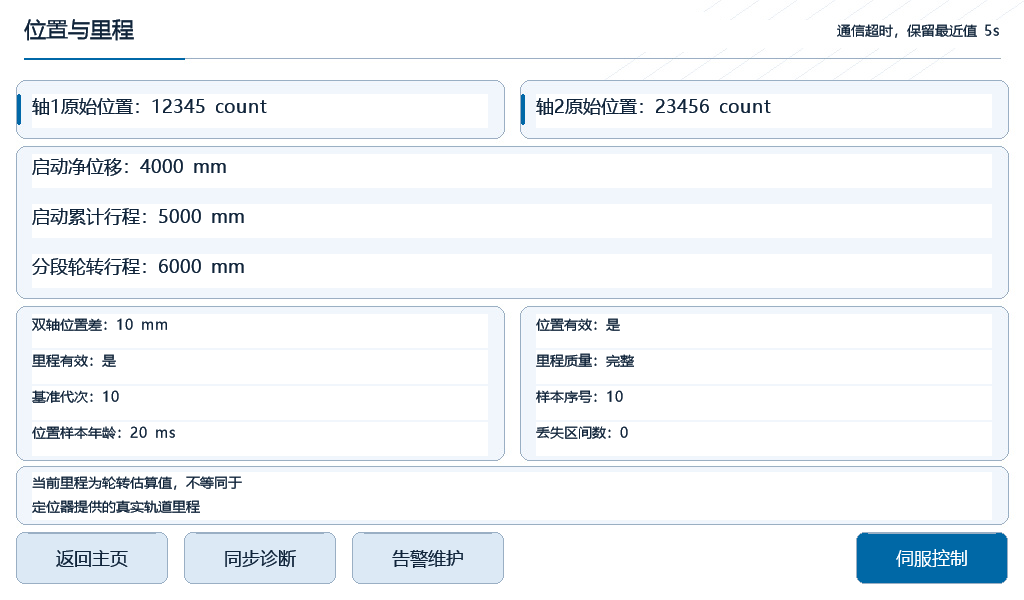 位置与里程
通信超时，保留最近值 5s
轴1原始位置：12345 count
轴2原始位置：23456 count
启动净位移：4000 mm
启动累计行程：5000 mm
分段轮转行程：6000 mm
双轴位置差：10 mm
里程有效：是
基准代次：10
位置样本年龄：20 ms
位置有效：是
里程质量：完整
样本序号：10
丢失区间数：0
当前里程为轮转估算值，不等同于
定位器提供的真实轨道里程
返回主页
同步诊断
告警维护
伺服控制